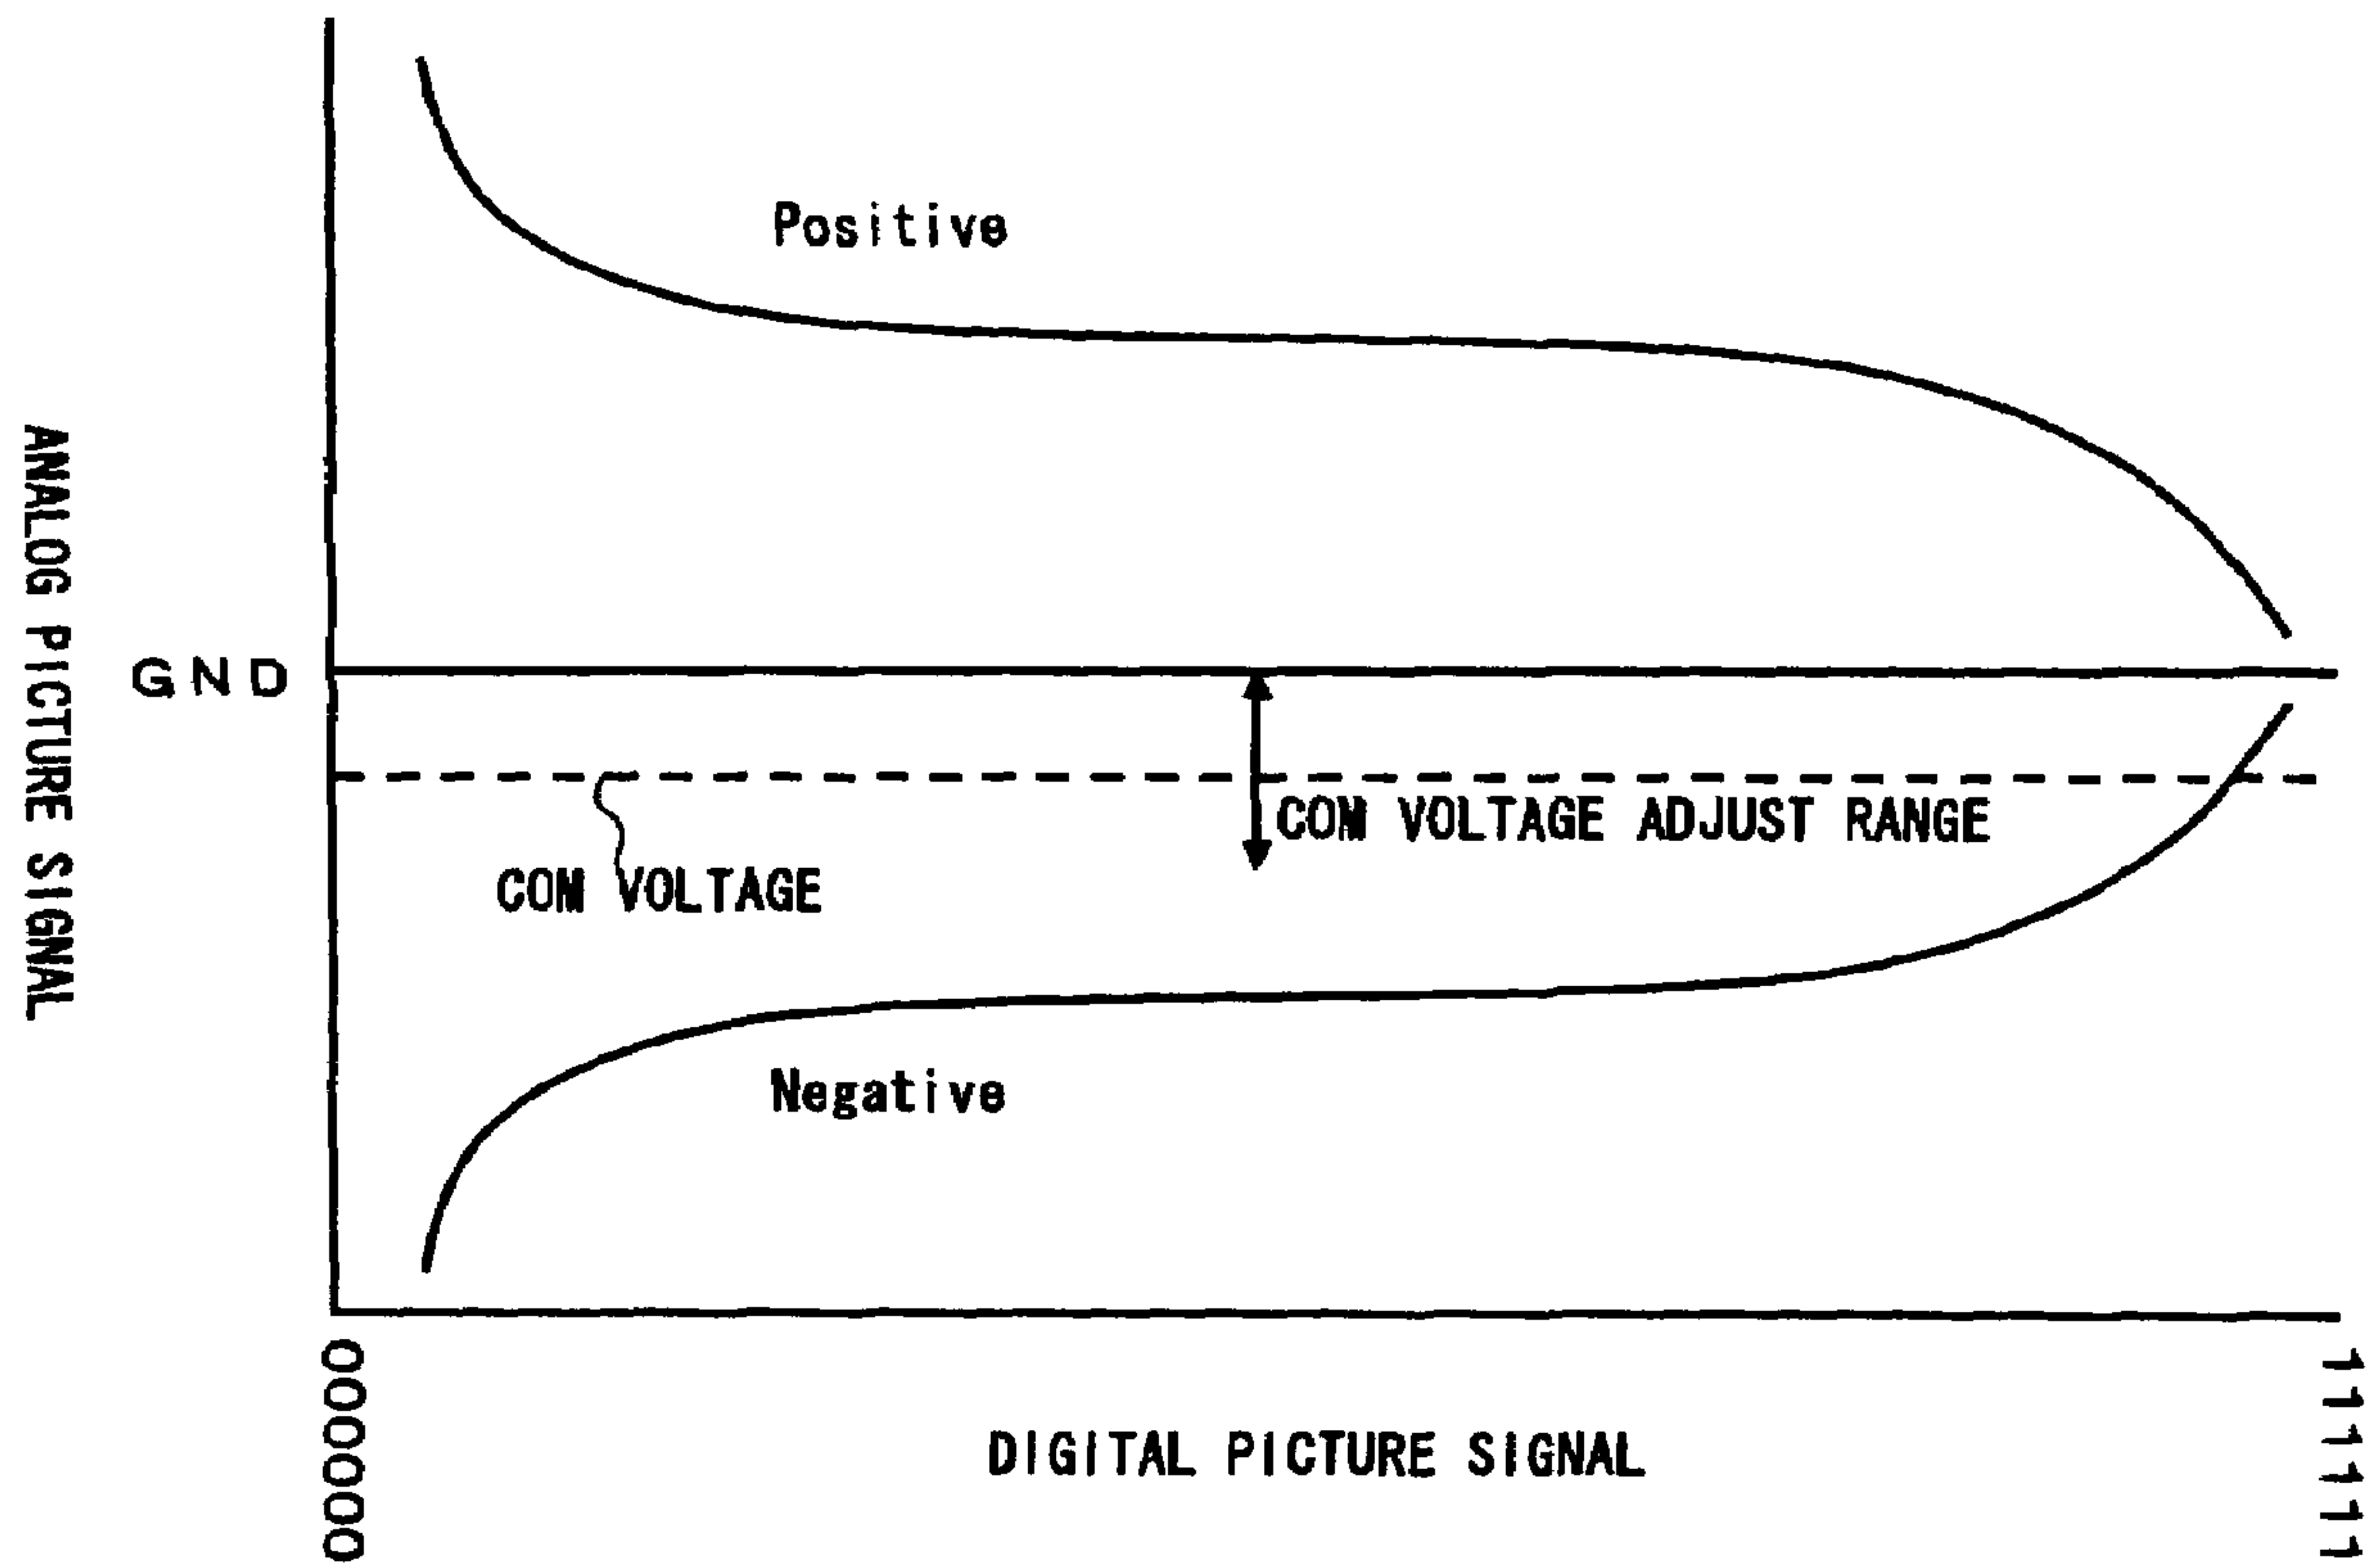 Positive
ANALOG PICTURE SIGNAL
GND
COM VOLTAGE ADJUST RANGE
COM VOLTAGE
Negative
000000
111111
DIGITAL PICTURE SIGNAL